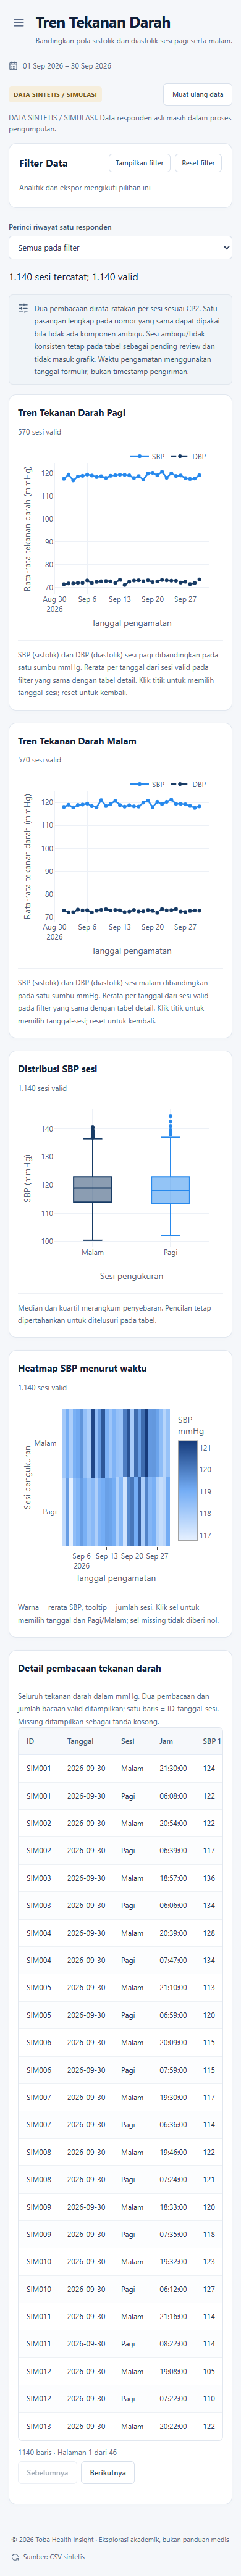 Tren Tekanan Darah
Bandingkan pola sistolik dan diastolik sesi pagi serta malam.
01 Sep 2026 – 30 Sep 2026
DATA SINTETIS / SIMULASI
Muat ulang data
DATA SINTETIS / SIMULASI. Data responden asli masih dalam proses
pengumpulan.
Filter Data
Tampilkan filter
Reset filter
Analitik dan ekspor mengikuti pilihan ini
Perinci riwayat satu responden
Semua pada filter
1.140 sesi tercatat; 1.140 valid
Dua pembacaan dirata-ratakan per sesi sesuai CP2. Satu
pasangan lengkap pada nomor yang sama dapat dipakai
bila tidak ada komponen ambigu. Sesi ambigu/tidak
konsisten tetap pada tabel sebagai pending review dan
tidak masuk grafik. Waktu pengamatan menggunakan
tanggal formulir, bukan timestamp pengiriman.
Tren Tekanan Darah Pagi
570 sesi valid
SBP
DBP
Rata-rata tekanan darah (mmHg)
120
110
100
90
80
70
Aug 30
2026
Sep 6
Sep 13
Sep 20
Sep 27
Tanggal pengamatan
SBP (sistolik) dan DBP (diastolik) sesi pagi dibandingkan pada
satu sumbu mmHg. Rerata per tanggal dari sesi valid pada
filter yang sama dengan tabel detail. Klik titik untuk memilih
tanggal-sesi; reset untuk kembali.
Tren Tekanan Darah Malam
570 sesi valid
SBP
DBP
Rata-rata tekanan darah (mmHg)
120
110
100
90
80
70
Aug 30
2026
Sep 6
Sep 13
Sep 20
Sep 27
Tanggal pengamatan
SBP (sistolik) dan DBP (diastolik) sesi malam dibandingkan
pada satu sumbu mmHg. Rerata per tanggal dari sesi valid
pada filter yang sama dengan tabel detail. Klik titik untuk
memilih tanggal-sesi; reset untuk kembali.
Distribusi SBP sesi
1.140 sesi valid
SBP (mmHg)
140
130
120
110
100
Malam
Pagi
Sesi pengukuran
Median dan kuartil merangkum penyebaran. Pencilan tetap
dipertahankan untuk ditelusuri pada tabel.
Heatmap SBP menurut waktu
1.140 sesi valid
Sesi pengukuran
Malam
Pagi
SBP
mmHg
121
120
119
118
117
Sep 6
2026
Sep 13
Sep 20
Sep 27
Tanggal pengamatan
Warna = rerata SBP, tooltip = jumlah sesi. Klik sel untuk
memilih tanggal dan Pagi/Malam; sel missing tidak diberi nol.
Detail pembacaan tekanan darah
Seluruh tekanan darah dalam mmHg. Dua pembacaan dan
jumlah bacaan valid ditampilkan; satu baris = ID-tanggal-sesi.
Missing ditampilkan sebagai tanda kosong.
ID Tanggal Sesi Jam SBP 1
SIM001 2026-09-30 Malam 21:30:00 124
SIM001 2026-09-30 Pagi 06:08:00 122
SIM002 2026-09-30 Malam 20:54:00 122
SIM002 2026-09-30 Pagi 06:39:00 117
SIM003 2026-09-30 Malam 18:57:00 136
SIM003 2026-09-30 Pagi 06:06:00 134
SIM004 2026-09-30 Malam 20:39:00 128
SIM004 2026-09-30 Pagi 07:47:00 134
SIM005 2026-09-30 Malam 21:10:00 113
SIM005 2026-09-30 Pagi 06:59:00 120
SIM006 2026-09-30 Malam 20:09:00 115
SIM006 2026-09-30 Pagi 07:59:00 115
SIM007 2026-09-30 Malam 19:30:00 117
SIM007 2026-09-30 Pagi 06:36:00 114
SIM008 2026-09-30 Malam 19:46:00 122
SIM008 2026-09-30 Pagi 07:24:00 121
SIM009 2026-09-30 Malam 18:33:00 120
SIM009 2026-09-30 Pagi 07:35:00 118
SIM010 2026-09-30 Malam 19:32:00 123
SIM010 2026-09-30 Pagi 06:12:00 127
SIM011 2026-09-30 Malam 21:16:00 114
SIM011 2026-09-30 Pagi 08:22:00 114
SIM012 2026-09-30 Malam 19:08:00 105
SIM012 2026-09-30 Pagi 07:22:00 110
SIM013 2026-09-30 Malam 20:22:00 122
1140 baris · Halaman 1 dari 46
Sebelumnya
Berikutnya
© 2026 Toba Health Insight · Eksplorasi akademik, bukan panduan medis
Sumber: CSV sintetis